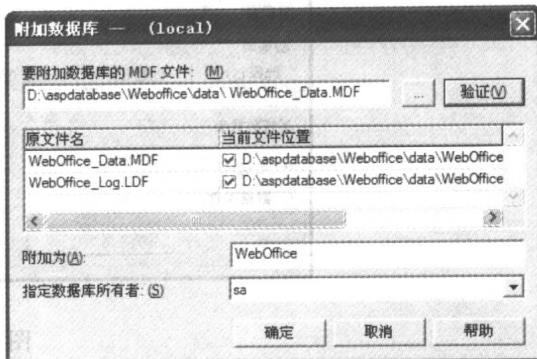 附加数据库 — (local)
要附加数据库的 MDF 文件: (M)
D:\aspdatabase\Weboffice\data\ WebOffice_Data.MDF ... 验证(V)
原文件名 当前文件位置
WebOffice_Data.MDF D:\aspdatabase\Weboffice\data\WebOffice
WebOffice_Log.LDF D:\aspdatabase\Weboffice\data\WebOffice
附加为(A): WebOffice
指定数据库所有者: (S) sa
确定 取消 帮助